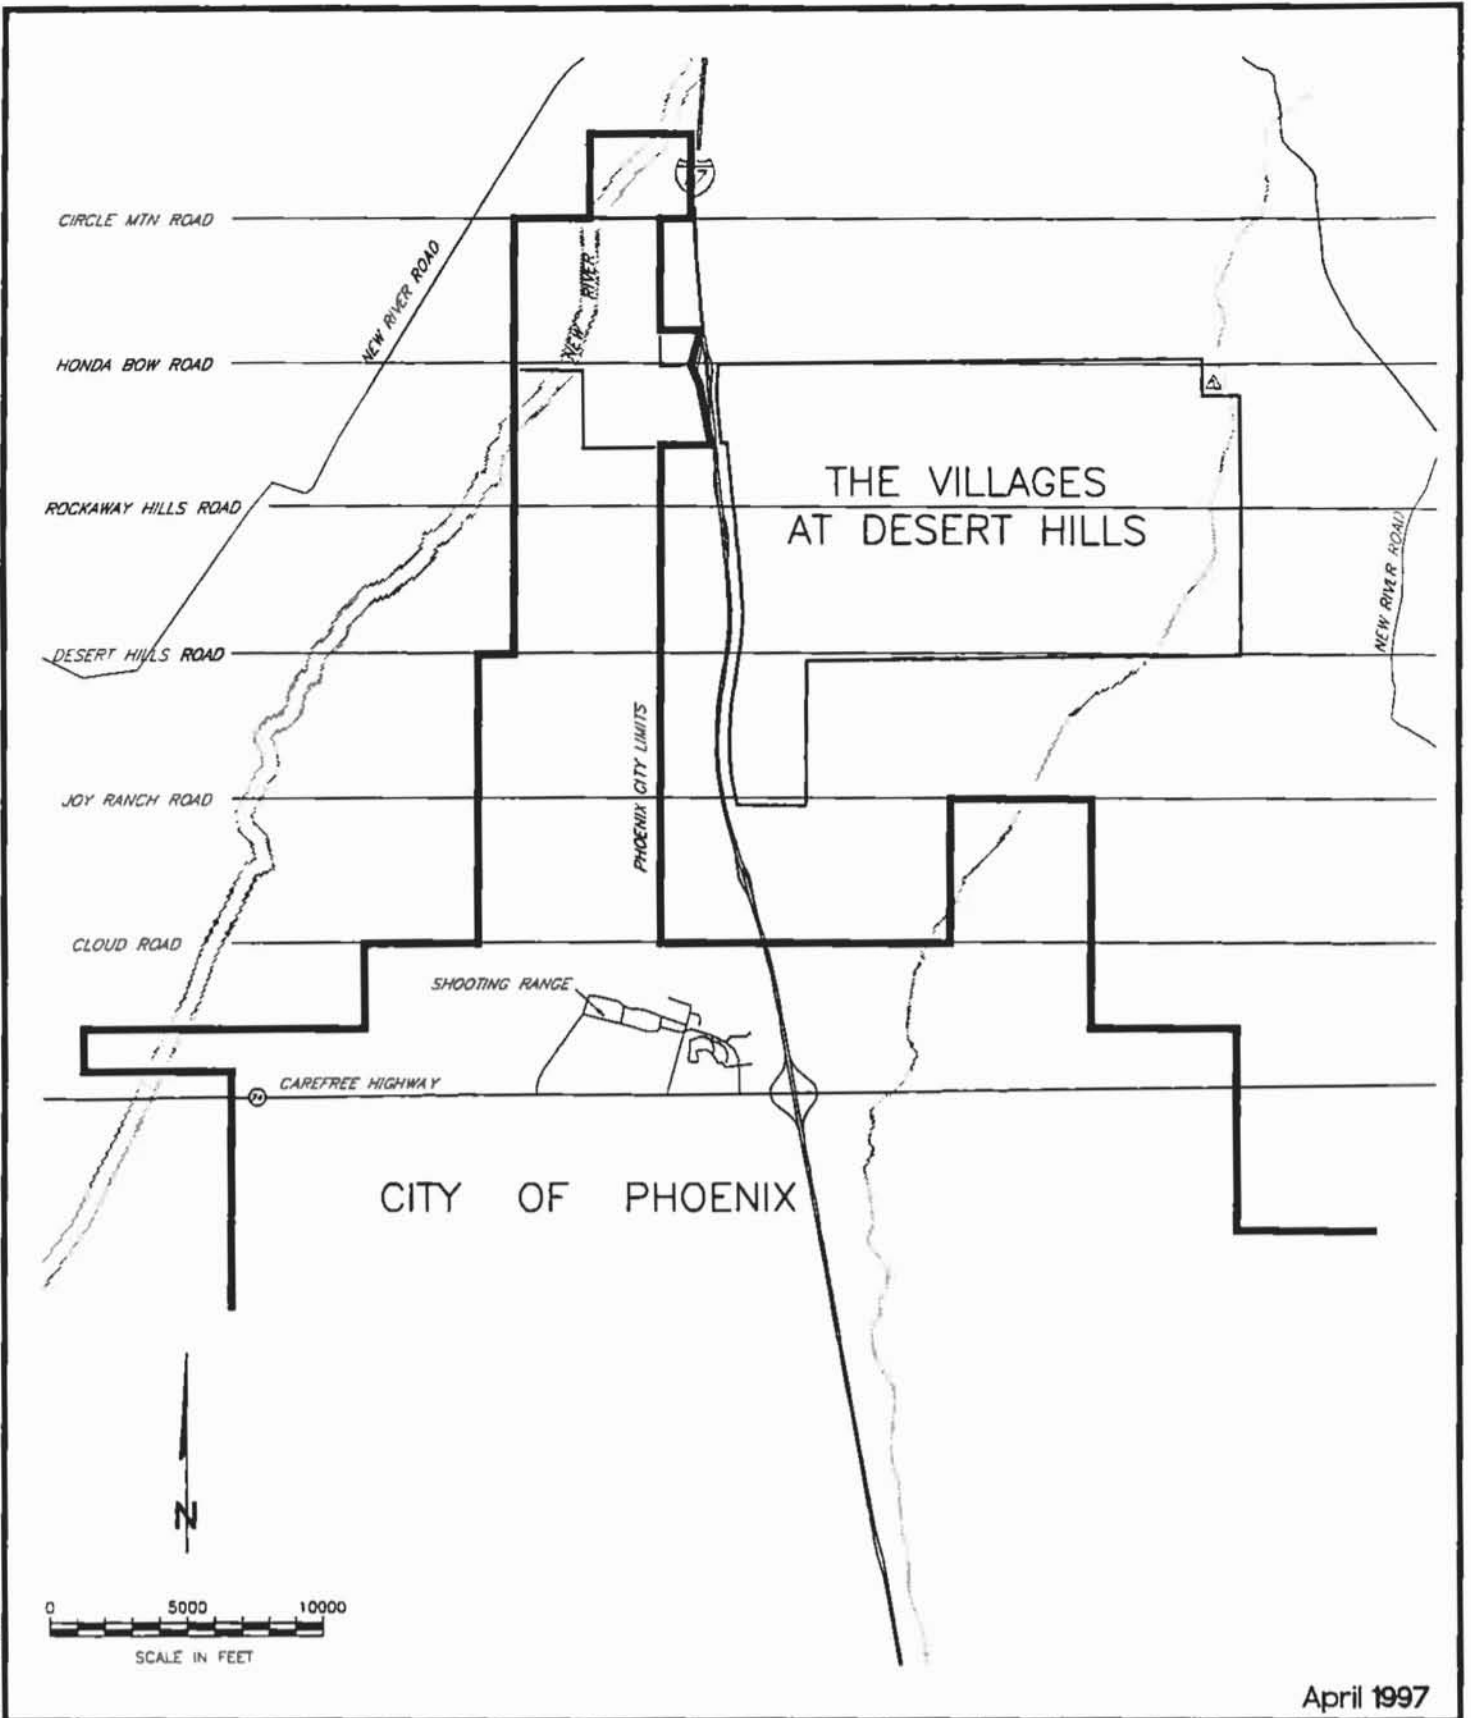 17
CIRCLE MTN ROAD
NEW RIVER ROAD
NEW RIVER
HONDA BOW ROAD
THE VILLAGES
AT DESERT HILLS
ROCKAWAY HILLS ROAD
NEW RIVER ROAD
DESERT HILLS ROAD
PHOENIX CITY LIMITS
JOY RANCH ROAD
CLOUD ROAD
SHOOTING RANGE
74
CAREFREE HIGHWAY
CITY OF PHOENIX
N
0 5000 10000
SCALE IN FEET
April 1997